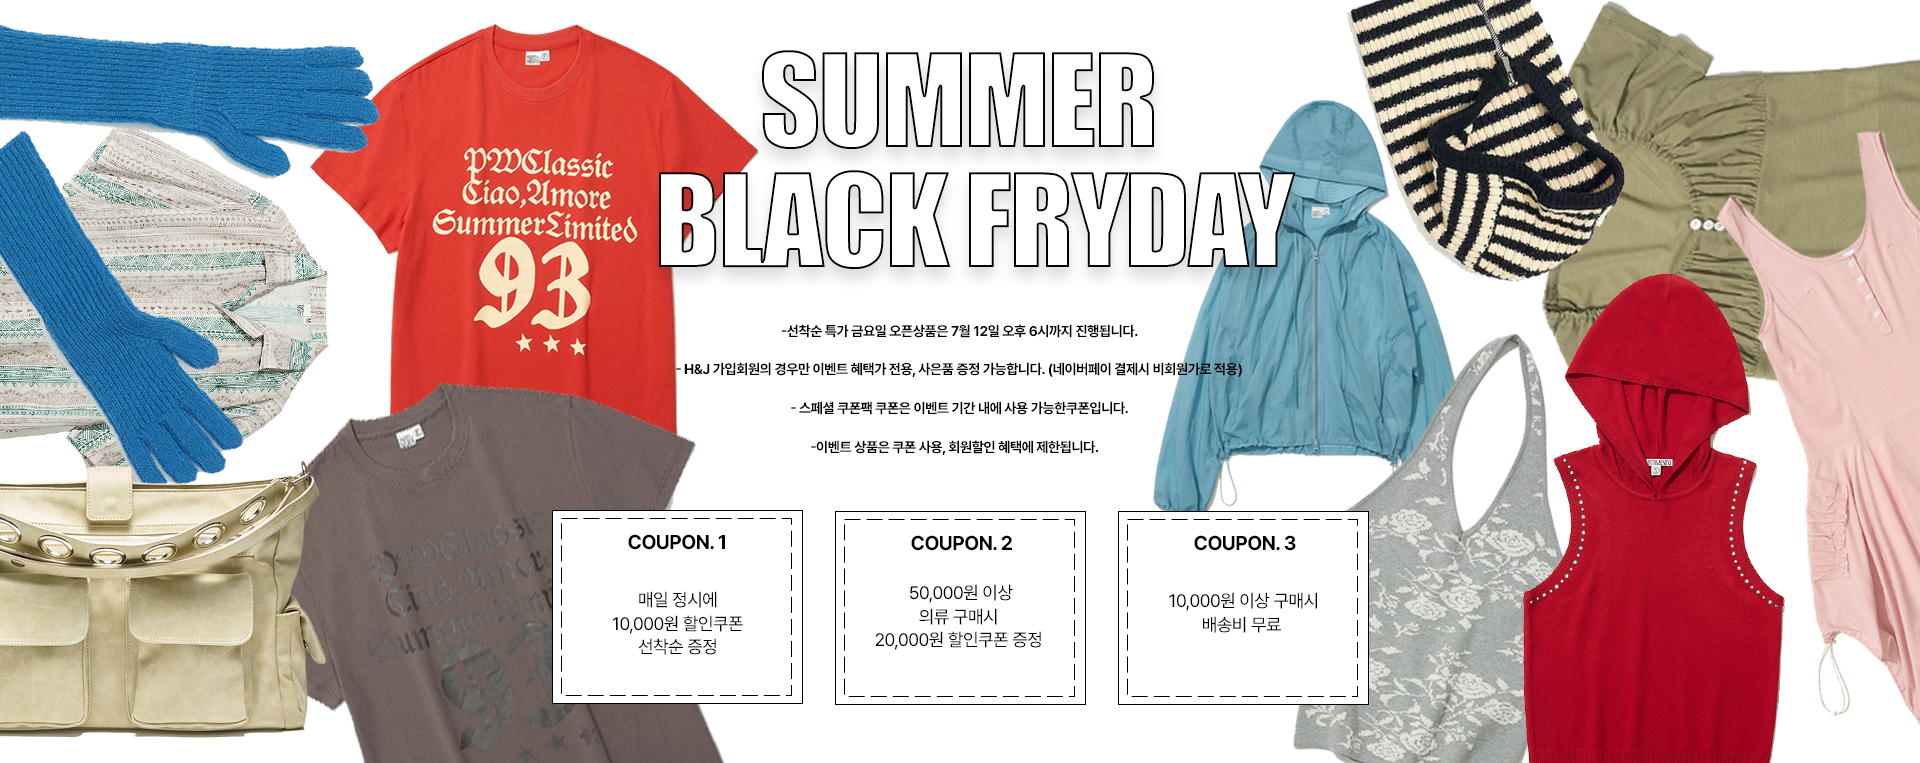 SUMMER
BLACK FRYDAY
PWClassic
Ciao,Amore
SummerLimited
93
-선착순 특가 금요일 오픈상품은 7월 12일 오후 6시까지 진행됩니다.
- H&J 가입회원의 경우만 이벤트 혜택가 전용, 사은품 증정 가능합니다. (네이버페이 결제시 비회원가로 적용)
- 스페셜 쿠폰팩 쿠폰은 이벤트 기간 내에 사용 가능한쿠폰입니다.
-이벤트 상품은 쿠폰 사용, 회원할인 혜택에 제한됩니다.
PWClassic
Ciao,Amore
Summer Limi
93
COUPON. 1
매일 정시에
10,000원 할인쿠폰
선착순 증정
COUPON. 2
50,000원 이상
의류 구매시
20,000원 할인쿠폰 증정
COUPON. 3
10,000원 이상 구매시
배송비 무료